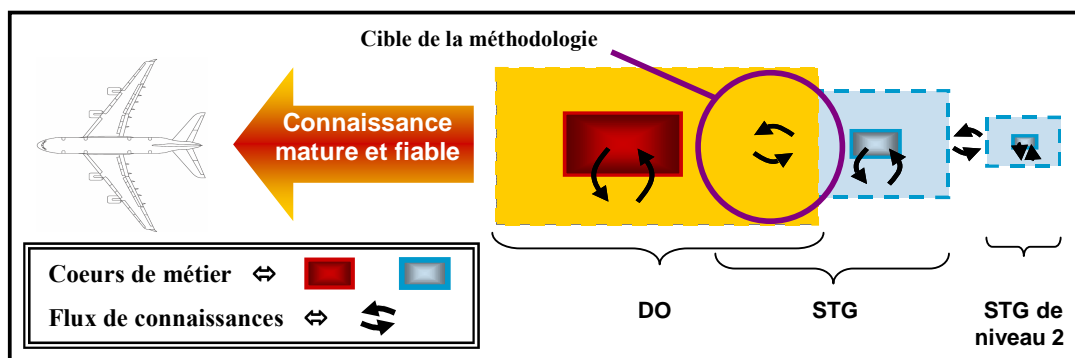 Cible de la méthodologie
Connaissance
mature et fiable
Coeurs de métier ⇔
Flux de connaissances ⇔
DO
STG
STG de
niveau 2